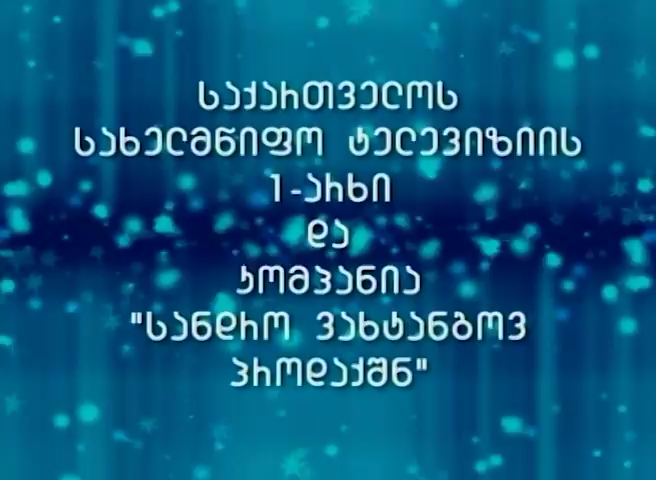 საქართველოს
სახელმწიფო ტელევიზიის
1-არხი
და
კომპანია
"სანდრო ვახტანგოვ
პროდაქშნ"